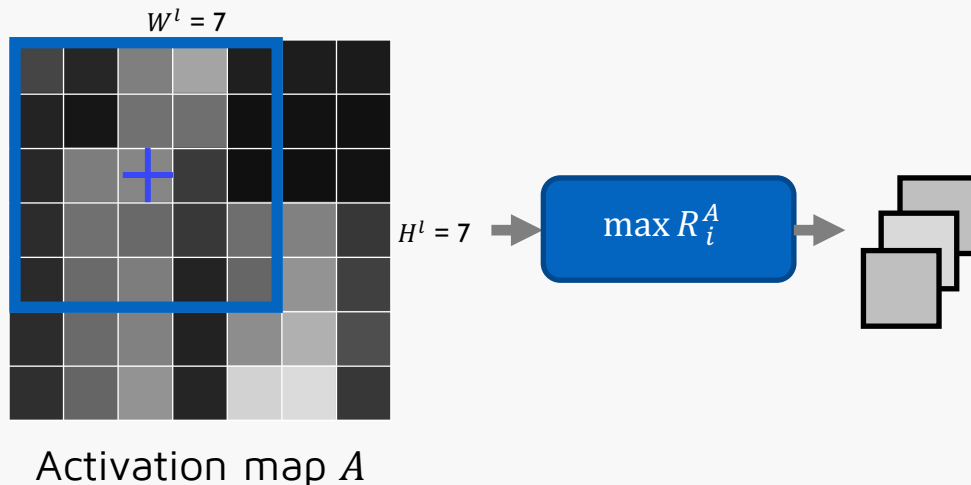 W^l = 7
H^l = 7
max R_i^A
Activation map A